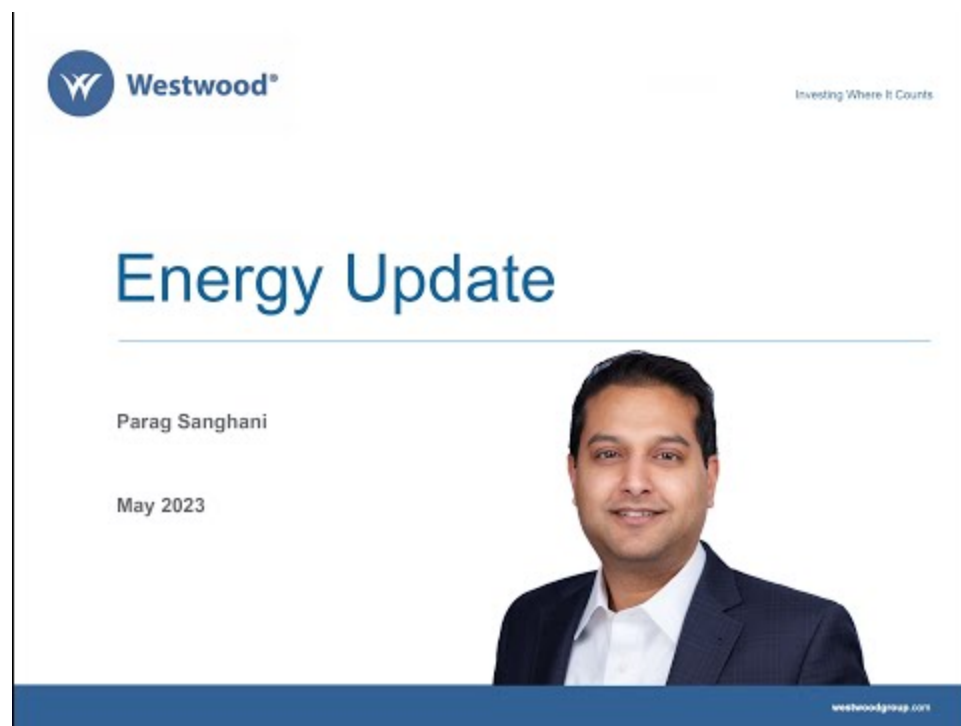 Westwood®
Investing Where It Counts
Energy Update
Parag Sanghani
May 2023
westwoodgroup.com